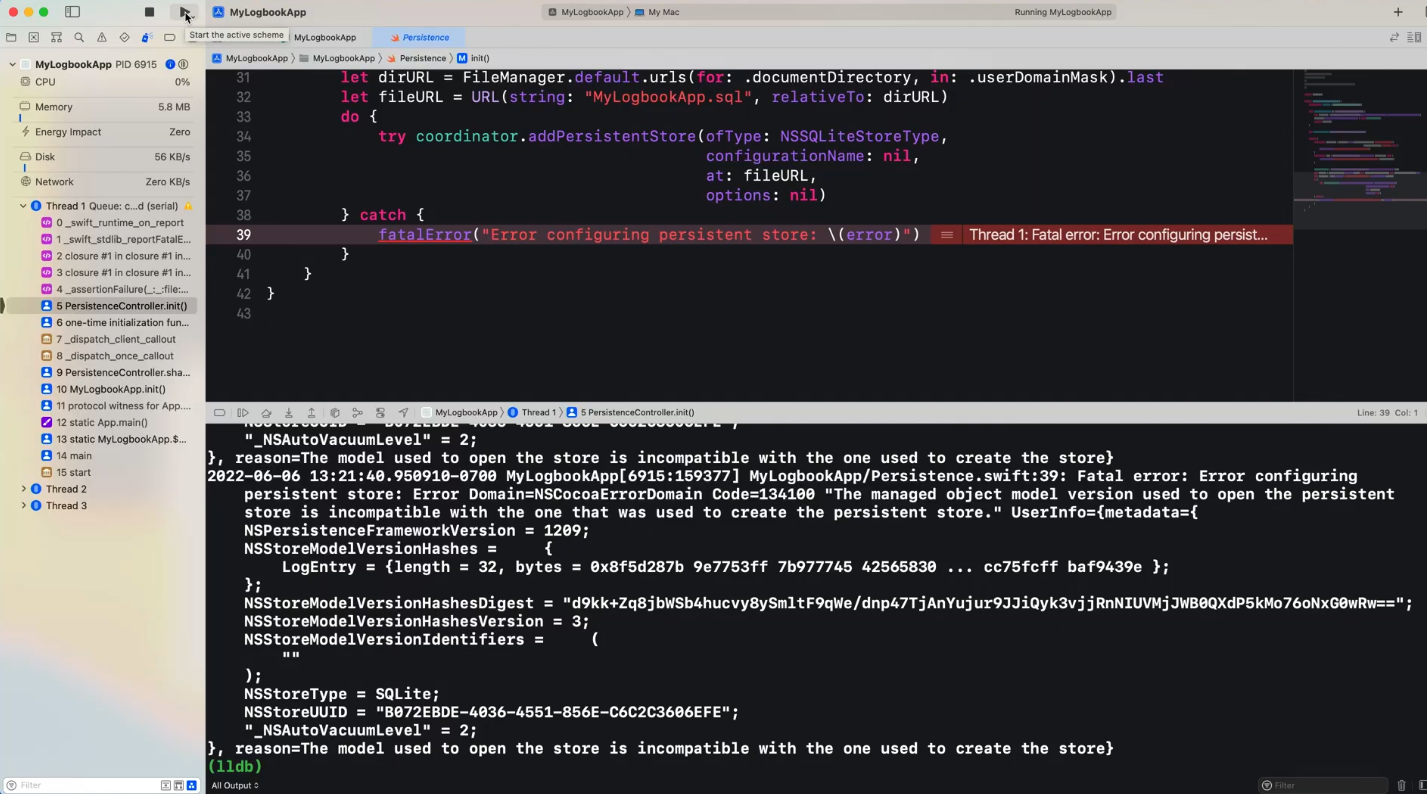 MyLogbookApp
MyLogbookApp
My Mac
Running MyLogbookApp
Start the active scheme
MyLogbookApp
Persistence
MyLogbookApp PID 6915
MyLogbookApp
MyLogbookApp
Persistence
init()
CPU 0%
Memory 5.8 MB
Energy Impact Zero
Disk 56 KB/s
Network Zero KB/s
Thread 1 Queue: c...d (serial)
0 _swift_runtime_on_report
1 _swift_stdlib_reportFatalE...
2 closure #1 in closure #1 in...
3 closure #1 in closure #1 in...
4 _assertionFailure(_:_:file:...
5 PersistenceController.init()
6 one-time initialization fun...
7 _dispatch_client_callout
8 _dispatch_once_callout
9 PersistenceController.sha...
10 MyLogbookApp.init()
11 protocol witness for App....
12 static App.main()
13 static MyLogbookApp.$...
14 main
15 start
Thread 2
Thread 3
Filter
31 let dirURL = FileManager.default.urls(for: .documentDirectory, in: .userDomainMask).last
32 let fileURL = URL(string: "MyLogbookApp.sql", relativeTo: dirURL)
33 do {
34 try coordinator.addPersistentStore(ofType: NSSQLiteStoreType,
35 configurationName: nil,
36 at: fileURL,
37 options: nil)
38 } catch {
39 fatalError("Error configuring persistent store: \(error)") Thread 1: Fatal error: Error configuring persist...
40 }
41 }
42 }
43
MyLogbookApp
Thread 1
5 PersistenceController.init()
Line: 39 Col: 1
"_NSAutoVacuumLevel" = 2;
}, reason=The model used to open the store is incompatible with the one used to create the store}
2022-06-06 13:21:40.950910-0700 MyLogbookApp[6915:159377] MyLogbookApp/Persistence.swift:39: Fatal error: Error configuring
persistent store: Error Domain=NSCocoaErrorDomain Code=134100 "The managed object model version used to open the persistent
store is incompatible with the one that was used to create the persistent store." UserInfo={metadata={
NSPersistenceFrameworkVersion = 1209;
NSStoreModelVersionHashes = {
LogEntry = {length = 32, bytes = 0x8f5d287b 9e7753ff 7b977745 42565830 ... cc75fcff baf9439e };
};
NSStoreModelVersionHashesDigest = "d9kk+Zq8jbWSb4hucvy8ySmltF9qWe/dnp47TjAnYujur9JJiQyk3vjjRnNIUVMjJWB0QXdP5kMo76oNxG0wRw==";
NSStoreModelVersionHashesVersion = 3;
NSStoreModelVersionIdentifiers = (
""
);
NSStoreType = SQLite;
NSStoreUUID = "B072EBDE-4036-4551-856E-C6C2C3606EFE";
"_NSAutoVacuumLevel" = 2;
}, reason=The model used to open the store is incompatible with the one used to create the store}
(lldb)
All Output
Filter